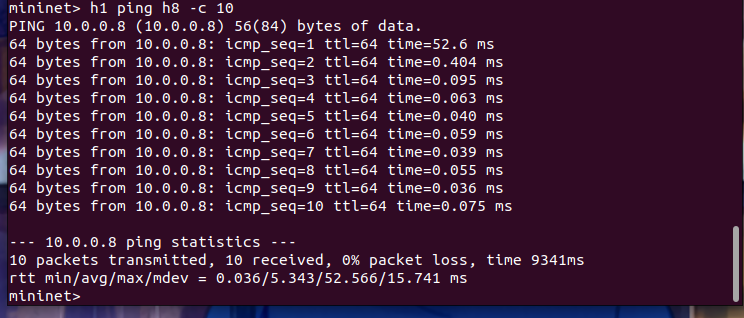 mininet> h1 ping h8 -c 10
PING 10.0.0.8 (10.0.0.8) 56(84) bytes of data.
64 bytes from 10.0.0.8: icmp_seq=1 ttl=64 time=52.6 ms
64 bytes from 10.0.0.8: icmp_seq=2 ttl=64 time=0.404 ms
64 bytes from 10.0.0.8: icmp_seq=3 ttl=64 time=0.095 ms
64 bytes from 10.0.0.8: icmp_seq=4 ttl=64 time=0.063 ms
64 bytes from 10.0.0.8: icmp_seq=5 ttl=64 time=0.040 ms
64 bytes from 10.0.0.8: icmp_seq=6 ttl=64 time=0.059 ms
64 bytes from 10.0.0.8: icmp_seq=7 ttl=64 time=0.039 ms
64 bytes from 10.0.0.8: icmp_seq=8 ttl=64 time=0.055 ms
64 bytes from 10.0.0.8: icmp_seq=9 ttl=64 time=0.036 ms
64 bytes from 10.0.0.8: icmp_seq=10 ttl=64 time=0.075 ms

--- 10.0.0.8 ping statistics ---
10 packets transmitted, 10 received, 0% packet loss, time 9341ms
rtt min/avg/max/mdev = 0.036/5.343/52.566/15.741 ms
mininet>